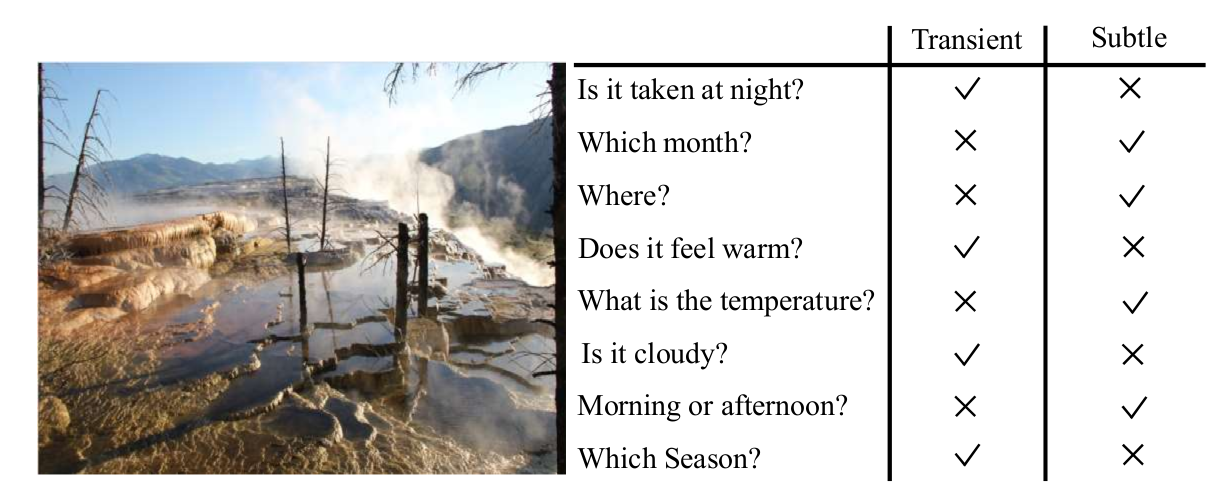 Transient Subtle
Is it taken at night? ✓ ×
Which month? × ✓
Where? × ✓
Does it feel warm? ✓ ×
What is the temperature? × ✓
Is it cloudy? ✓ ×
Morning or afternoon? × ✓
Which Season? ✓ ×